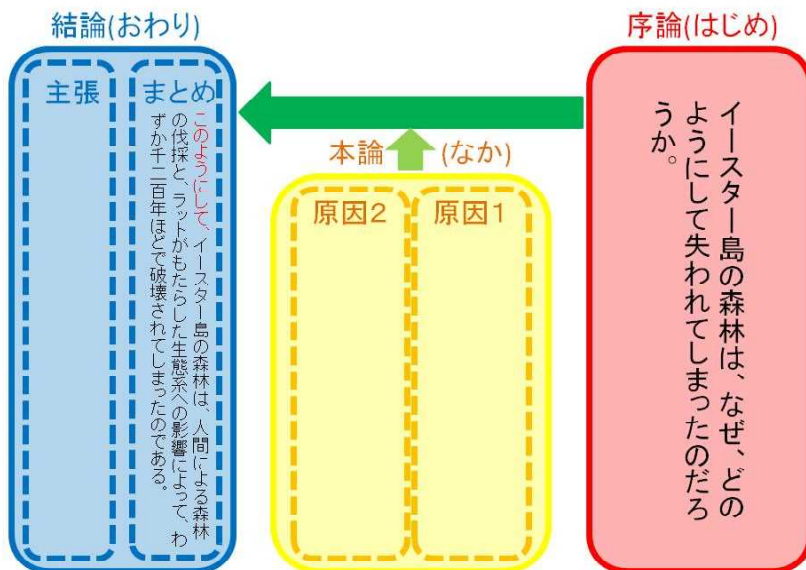 序論(はじめ)
イースター島の森林は、なぜ、どの
ようにして失われてしまったのだろ
うか。
本論
(なか)
原因1
原因2
結論(おわり)
まとめ
このようにして、イースター島の森林は、人間による森林
の伐採と、ラットがもたらした生態系への影響によって、わ
ずか千二百年ほどで破壊されてしまったのである。
主張